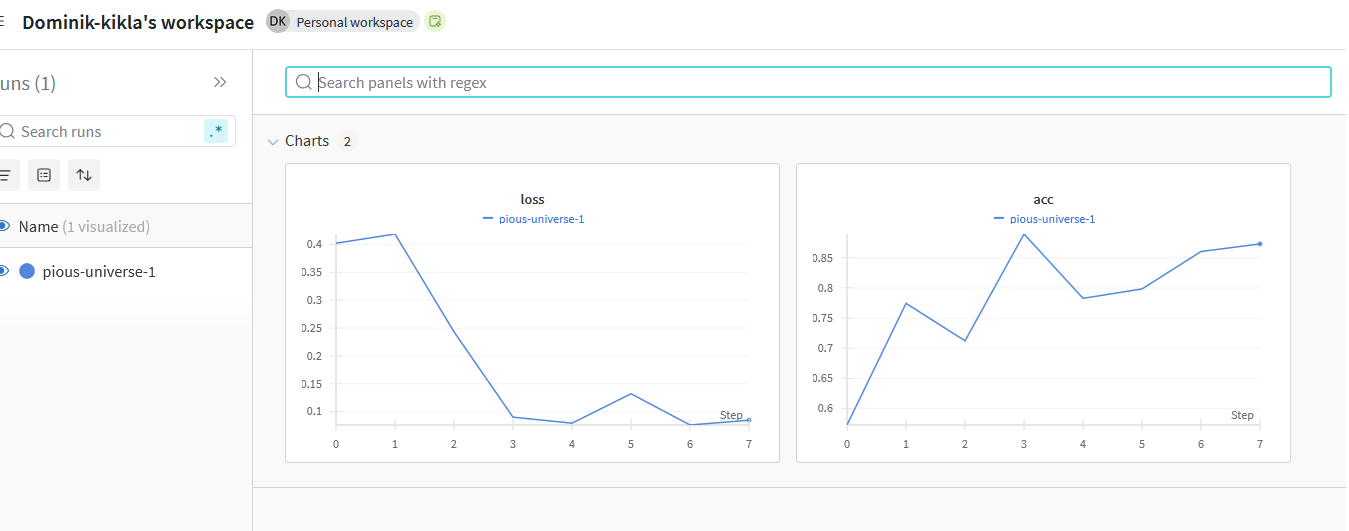 Dominik-kikla's workspace DK Personal workspace
uns (1)
Search panels with regex
Search runs .*
Charts 2
Name (1 visualized)
pious-universe-1
loss
pious-universe-1
0.4
0.35
0.3
0.25
0.2
0.15
0.1
Step
0 1 2 3 4 5 6 7
acc
pious-universe-1
0.85
0.8
0.75
0.7
0.65
0.6
Step
0 1 2 3 4 5 6 7